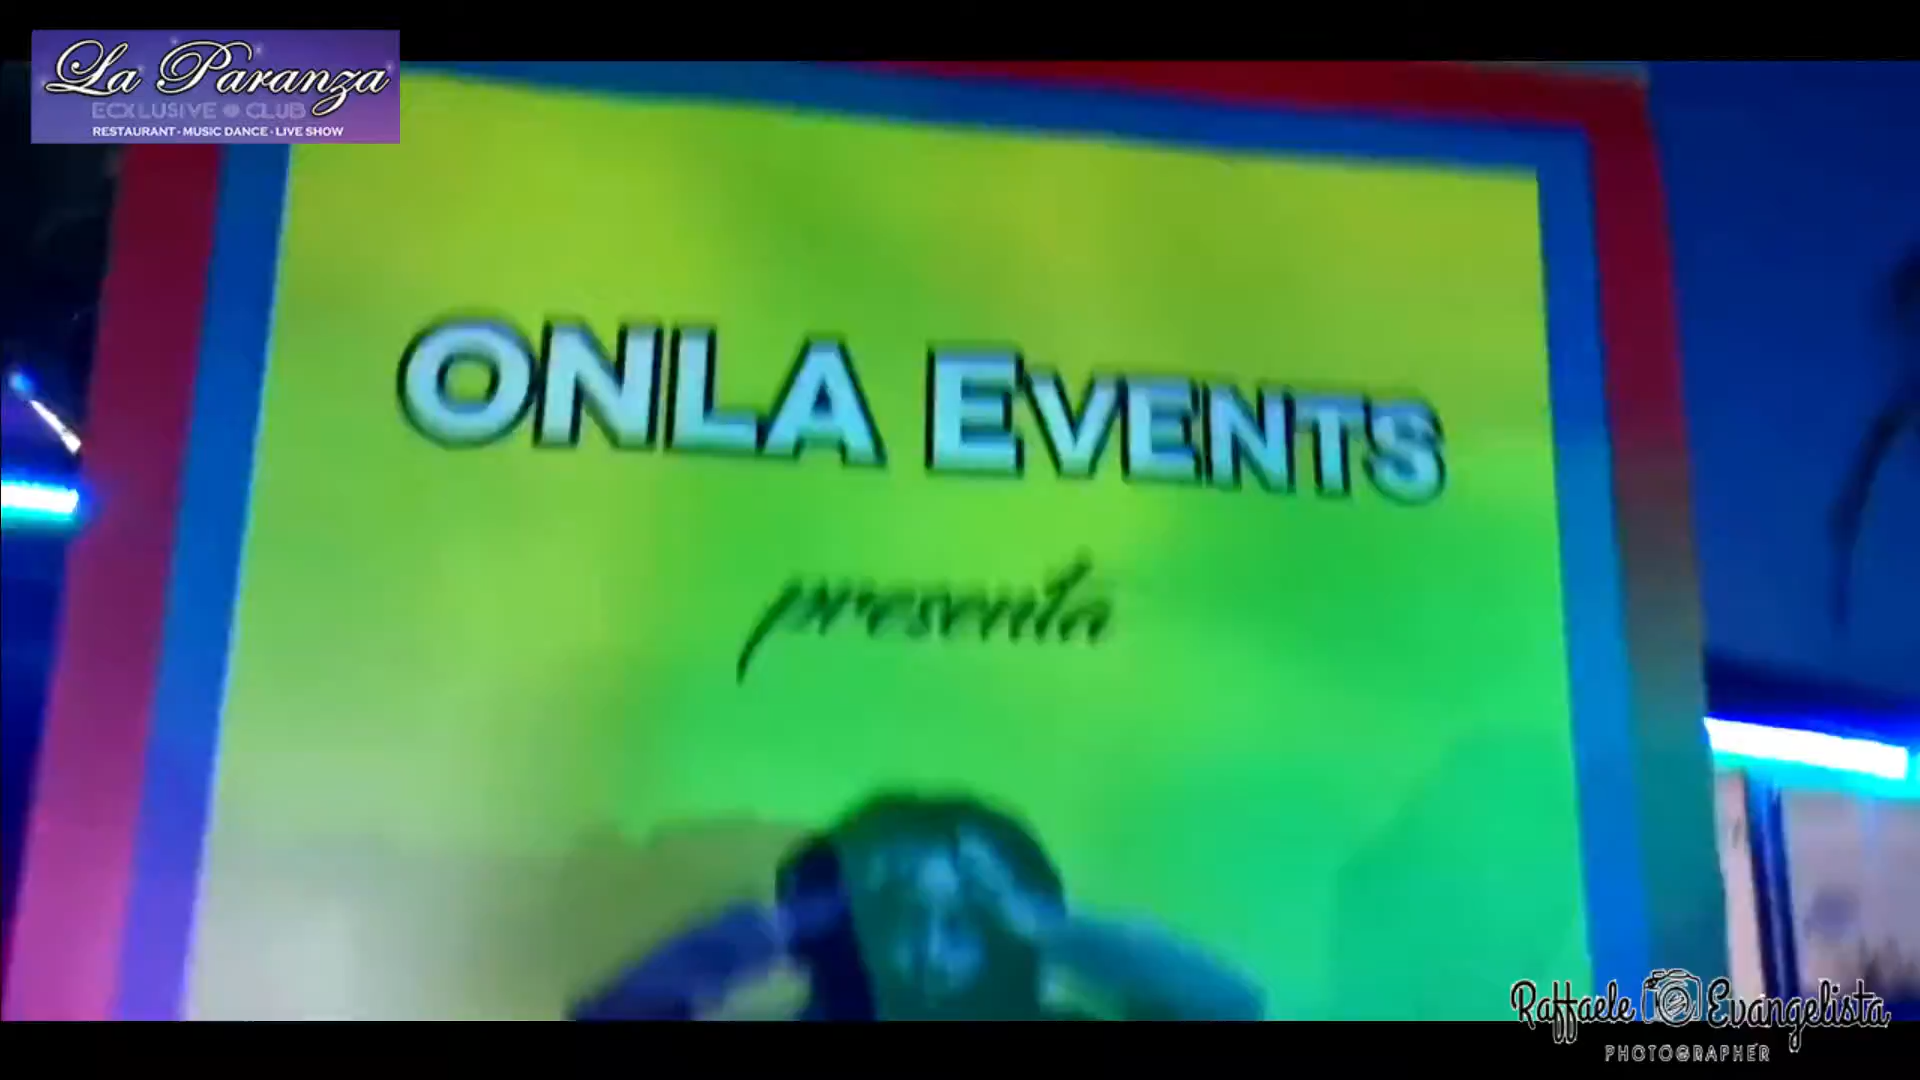 La Paranza
ECXLUSIVE @ CLUB
RESTAURANT - MUSIC DANCE - LIVE SHOW
ONLA EVENTS
presenta
Raffaele Evangelista
PHOTOGRAPHER